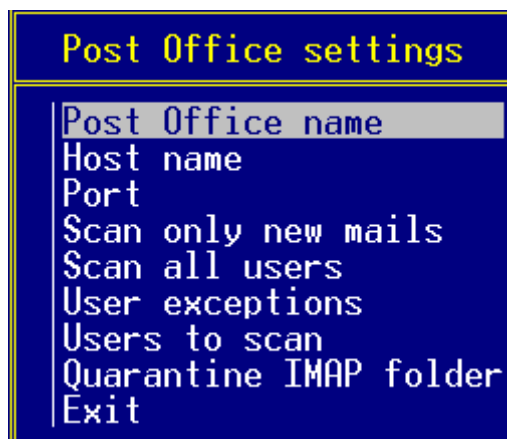 Post Office settings
Post Office name
Host name
Port
Scan only new mails
Scan all users
User exceptions
Users to scan
Quarantine IMAP folder
Exit